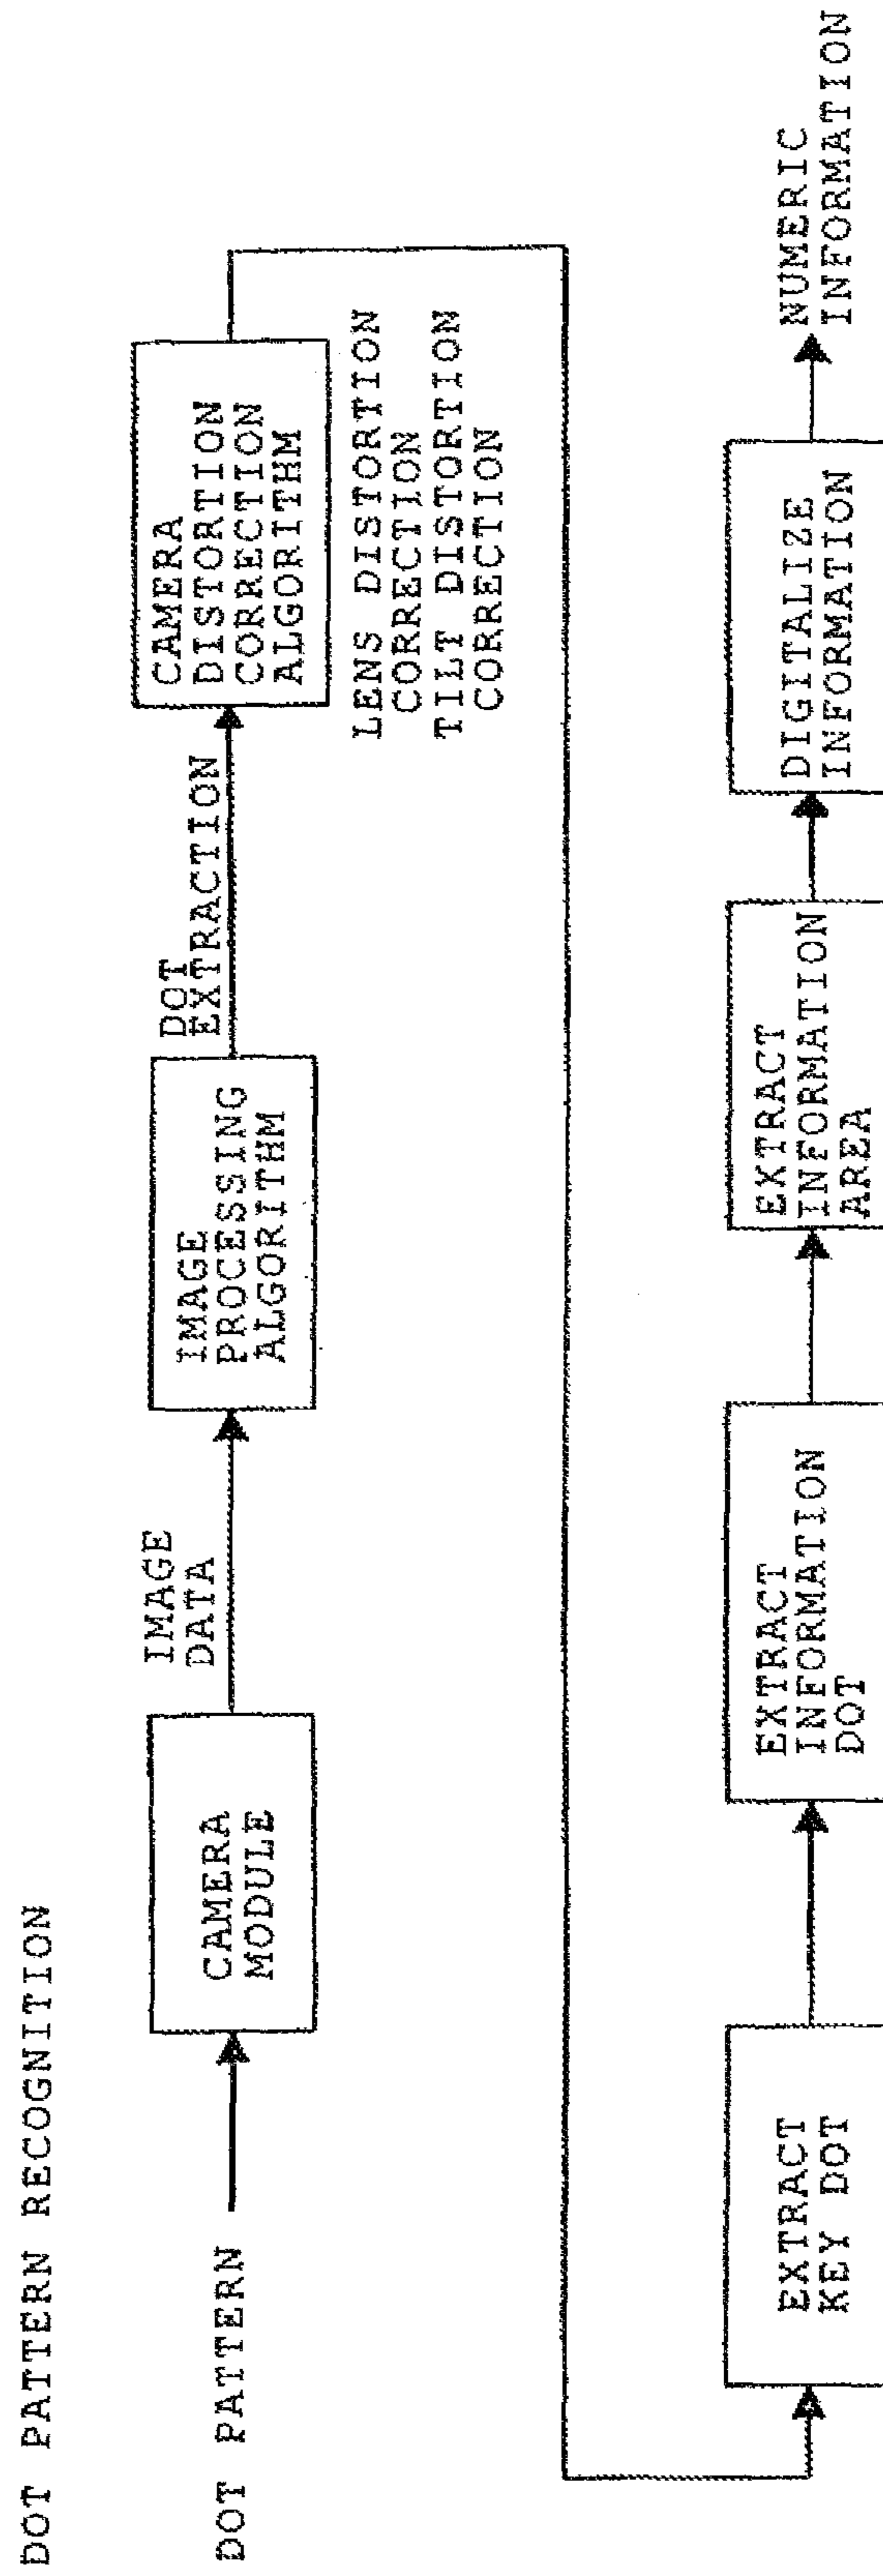 DOT PATTERN RECOGNITION
DOT PATTERN
CAMERA
MODULE
IMAGE
DATA
IMAGE
PROCESSING
ALGORITHM
DOT
EXTRACTION
CAMERA
DISTORTION
CORRECTION
ALGORITHM
LENS DISTORTION
CORRECTION
TILT DISTORTION
CORRECTION
EXTRACT
KEY DOT
EXTRACT
INFORMATION
DOT
EXTRACT
INFORMATION
AREA
DIGITALIZE
INFORMATION
NUMERIC
INFORMATION